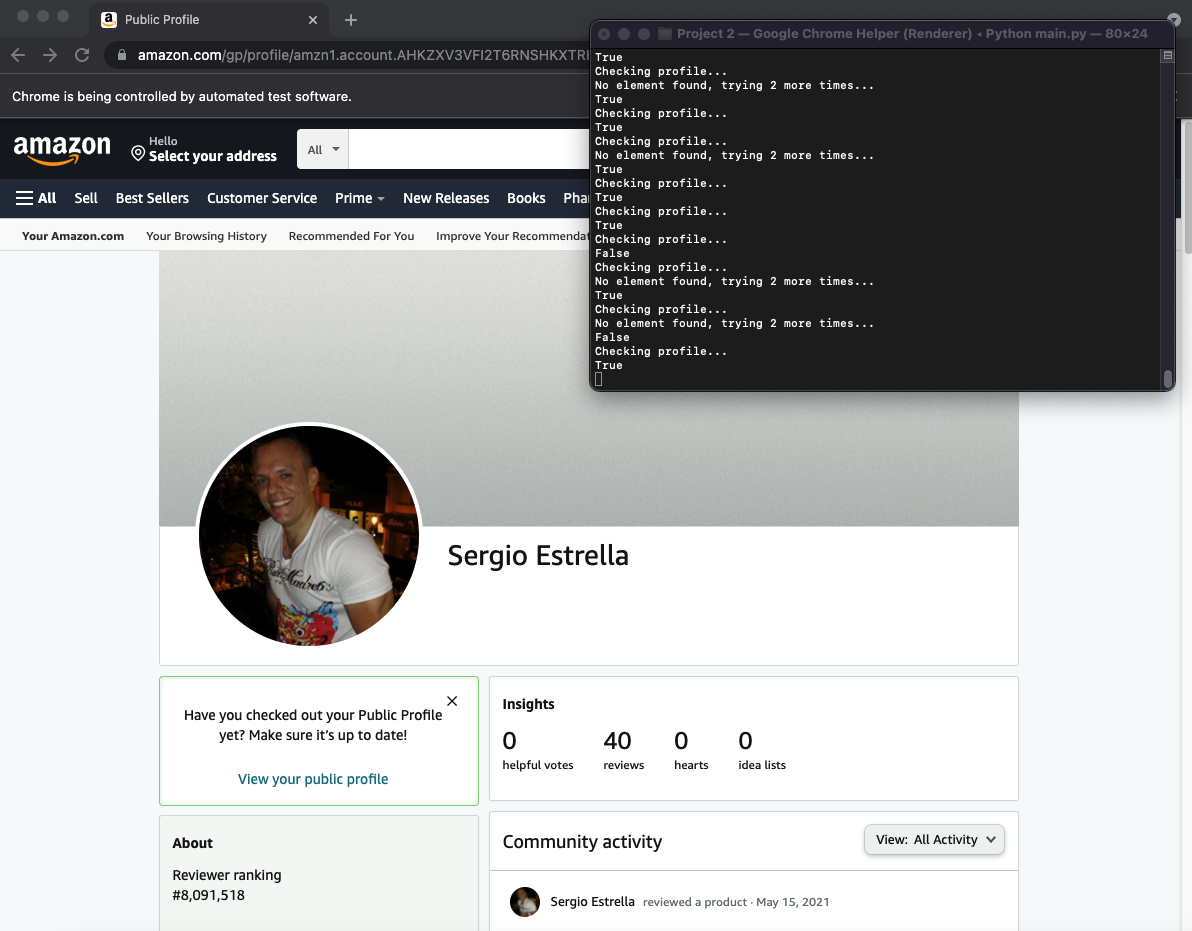 Public Profile
amazon.com/gp/profile/amzn1.account.AHKZXV3VFI2T6RNSHKXTRI
Chrome is being controlled by automated test software.
Project 2 — Google Chrome Helper (Renderer) ◂ Python main.py — 80×24
True
Checking profile...
No element found, trying 2 more times...
True
Checking profile...
True
Checking profile...
No element found, trying 2 more times...
True
Checking profile...
True
Checking profile...
True
Checking profile...
False
Checking profile...
No element found, trying 2 more times...
True
Checking profile...
No element found, trying 2 more times...
False
Checking profile...
True
amazon
Hello
Select your address
All
All Sell Best Sellers Customer Service Prime New Releases Books Pha
Your Amazon.com Your Browsing History Recommended For You Improve Your Recommendat
Sergio Estrella
Have you checked out your Public Profile
yet? Make sure it's up to date!
View your public profile
Insights
0 40 0 0
helpful votes reviews hearts idea lists
About
Reviewer ranking
#8,091,518
Community activity
View: All Activity
Sergio Estrella reviewed a product · May 15, 2021